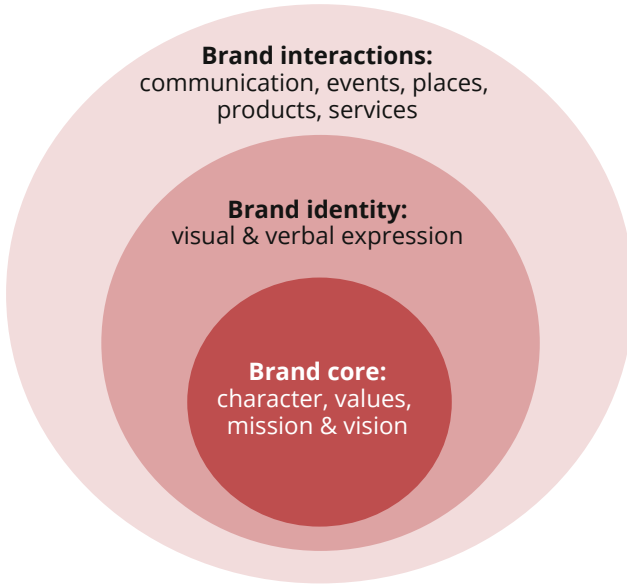 Brand interactions:
communication, events, places,
products, services
Brand identity:
visual & verbal expression
Brand core:
character, values,
mission & vision